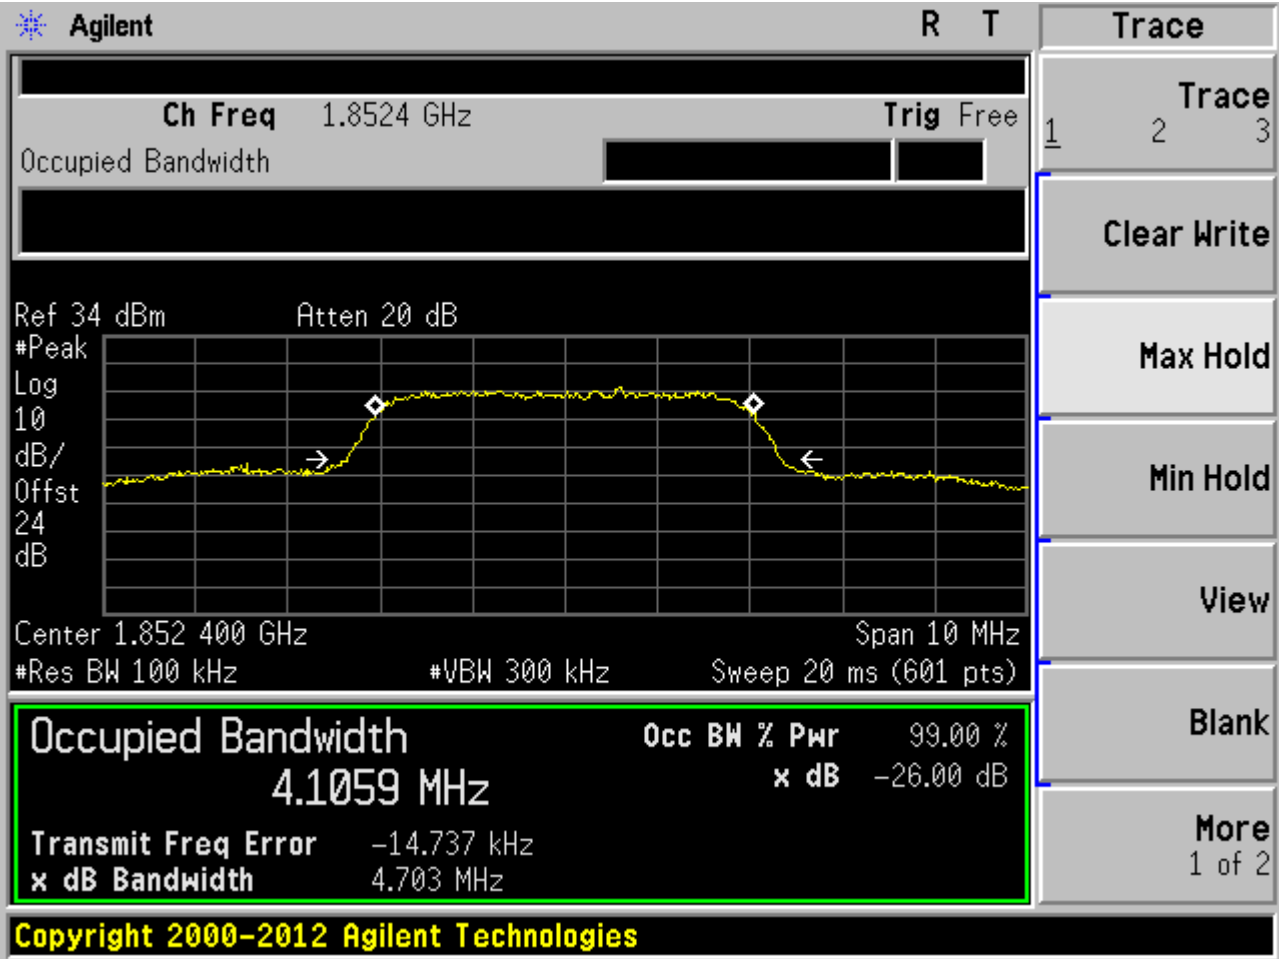 Agilent R T Trace
Ch Freq 1.8524 GHz Trig Free
Occupied Bandwidth
Trace
1 2 3
Clear Write
Max Hold
Min Hold
View
Blank
More
1 of 2
Ref 34 dBm Atten 20 dB
#Peak
Log
10
dB/
Offst
24
dB
Center 1.852 400 GHz Span 10 MHz
#Res BW 100 kHz #VBW 300 kHz Sweep 20 ms (601 pts)
Occupied Bandwidth Occ BW % Pwr 99.00 %
4.1059 MHz x dB -26.00 dB
Transmit Freq Error -14.737 kHz
x dB Bandwidth 4.703 MHz
Copyright 2000-2012 Agilent Technologies